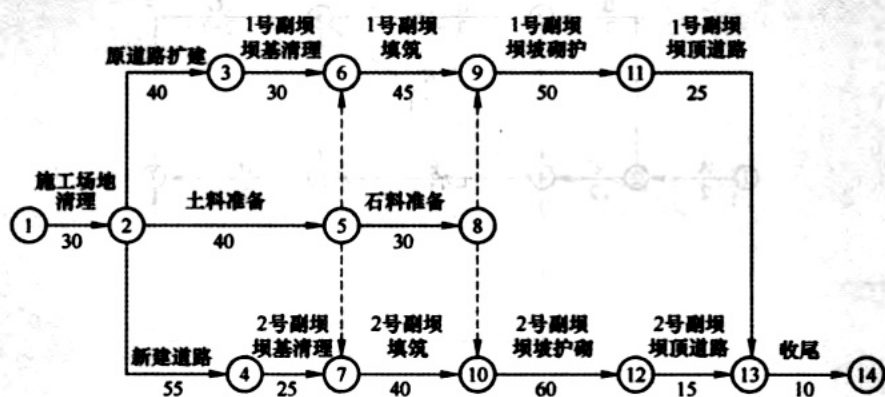 1号副坝
坝基清理
1号副坝
填筑
1号副坝
坝坡砌护
1号副坝
坝顶道路
原道路扩建
3
6
9
11
40
30
45
50
25
施工场地
清理
土料准备
石料准备
1
2
5
8
30
40
30
2号副坝
坝基清理
2号副坝
填筑
2号副坝
坝坡护砌
2号副坝
坝顶道路
新建道路
收尾
4
7
10
12
13
14
55
25
40
60
15
10